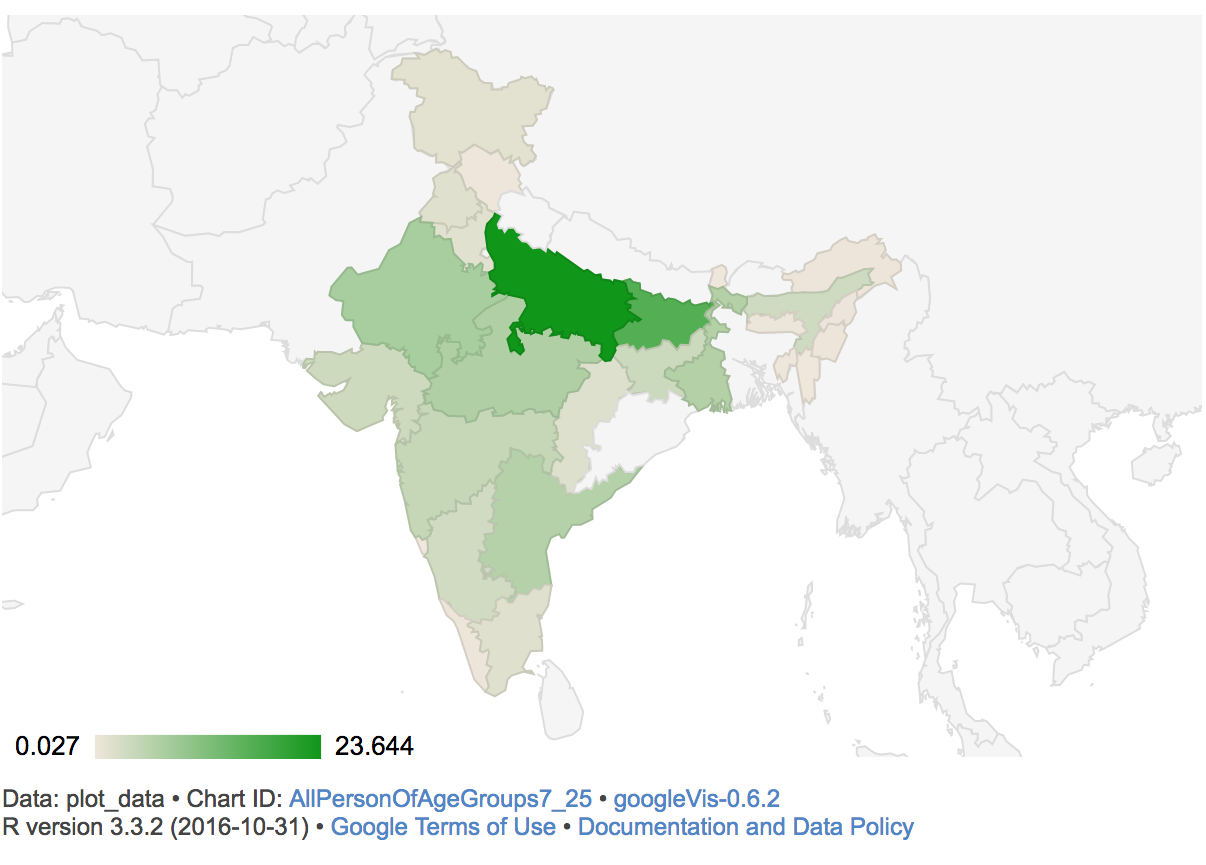 0.027 23.644
Data: plot_data • Chart ID: AllPersonOfAgeGroups7_25 • googleVis-0.6.2
R version 3.3.2 (2016-10-31) • Google Terms of Use • Documentation and Data Policy